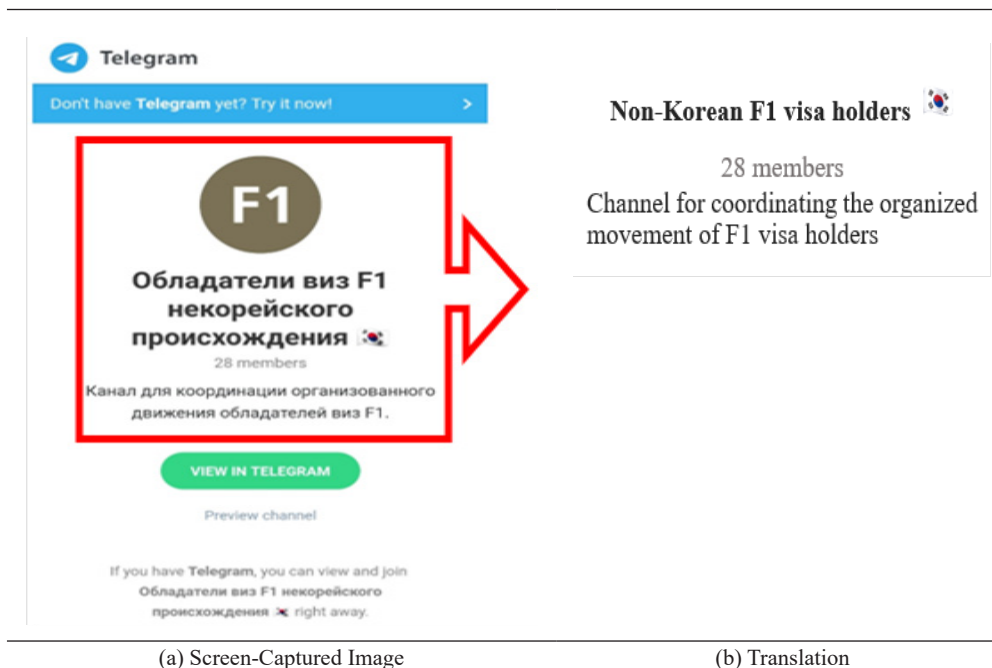 Telegram
Don't have Telegram yet? Try it now! >
F1
Обладатели виз F1
некорейского
происхождения 🇰🇷
28 members
Канал для координации организованного
движения обладателей виз F1.
VIEW IN TELEGRAM
Preview channel
If you have Telegram, you can view and join
Обладатели виз F1 некорейского
происхождения 🇰🇷 right away.
(a) Screen-Captured Image
Non-Korean F1 visa holders 🇰🇷
28 members
Channel for coordinating the organized
movement of F1 visa holders
(b) Translation